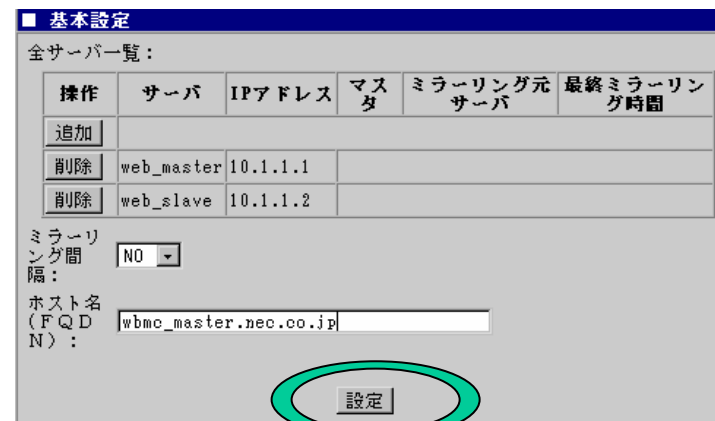 ■ 基本設定
全サーバ一覧：
操作 サーバ IPアドレス マスタ ミラーリング元サーバ 最終ミラーリング時間
追加
削除 web_master 10.1.1.1
削除 web_slave 10.1.1.2
ミラーリ
ング間
隔：
NO
ホスト名
(ＦＱＤ
Ｎ)：
wbmc_master.nec.co.jp
設定